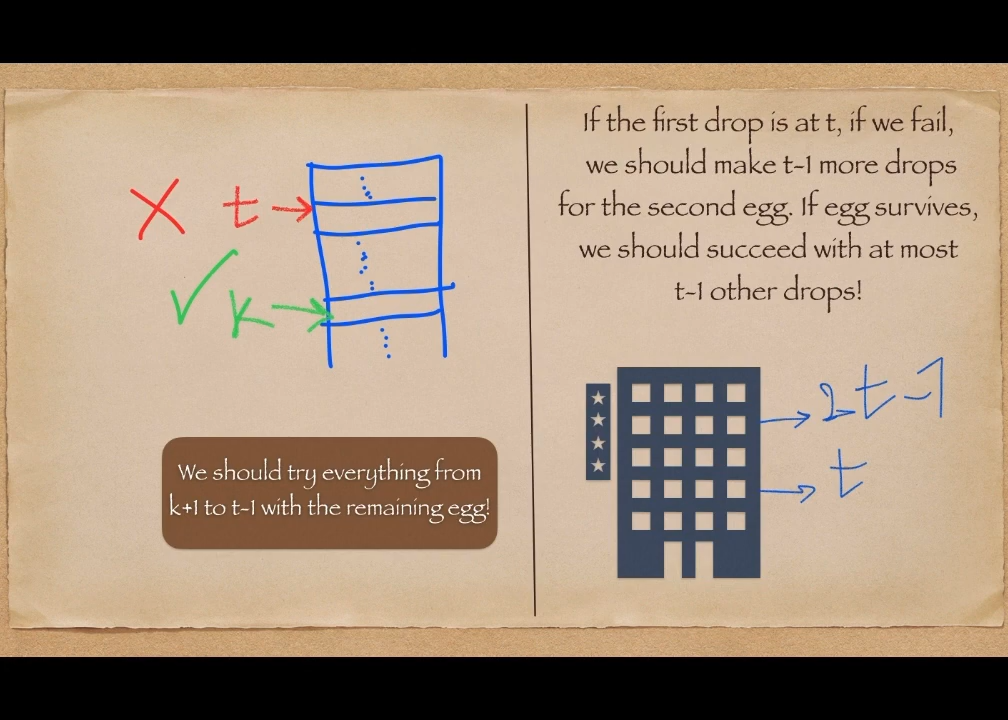 X t
✓ k
We should try everything from
k+1 to t-1 with the remaining egg!
If the first drop is at t, if we fail,
we should make t-1 more drops
for the second egg. If egg survives,
we should succeed with at most
t-1 other drops!
2t-1
t